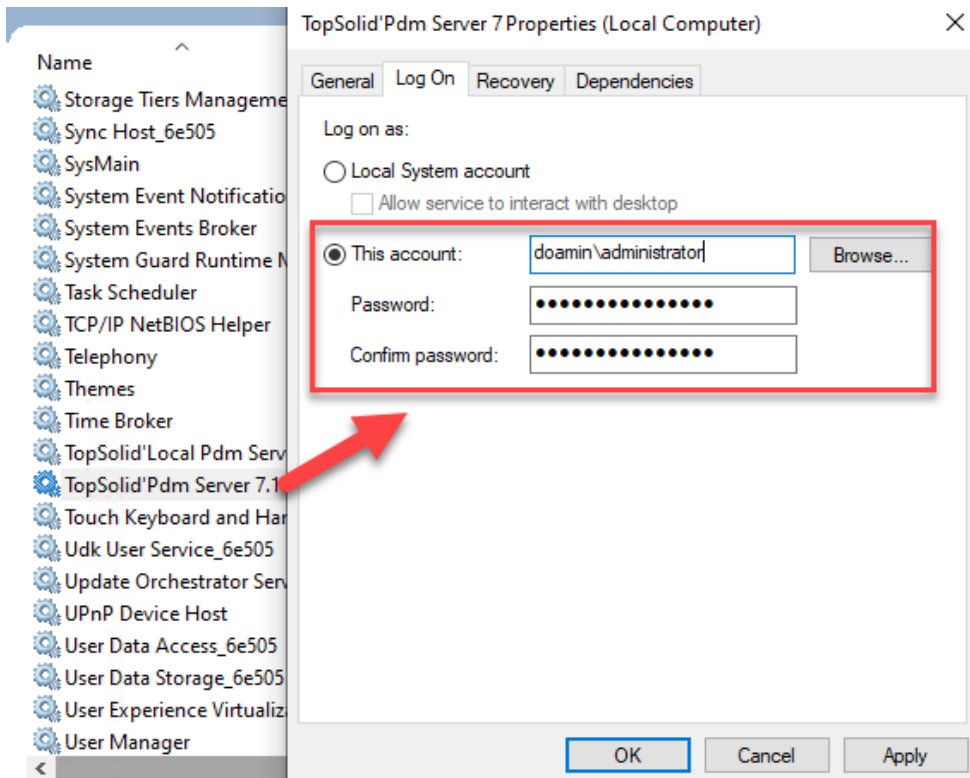 Name
Storage Tiers Manageme
Sync Host_6e505
SysMain
System Event Notificatio
System Events Broker
System Guard Runtime M
Task Scheduler
TCP/IP NetBIOS Helper
Telephony
Themes
Time Broker
TopSolid'Local Pdm Serv
TopSolid'Pdm Server 7.1
Touch Keyboard and Har
Udk User Service_6e505
Update Orchestrator Serv
UPnP Device Host
User Data Access_6e505
User Data Storage_6e505
User Experience Virtualiza
User Manager
TopSolid'Pdm Server 7 Properties (Local Computer)
General Log On Recovery Dependencies
Log on as:
Local System account
Allow service to interact with desktop
This account: doamin\administrator Browse...
Password: •••••••••••••••
Confirm password: •••••••••••••••
OK Cancel Apply